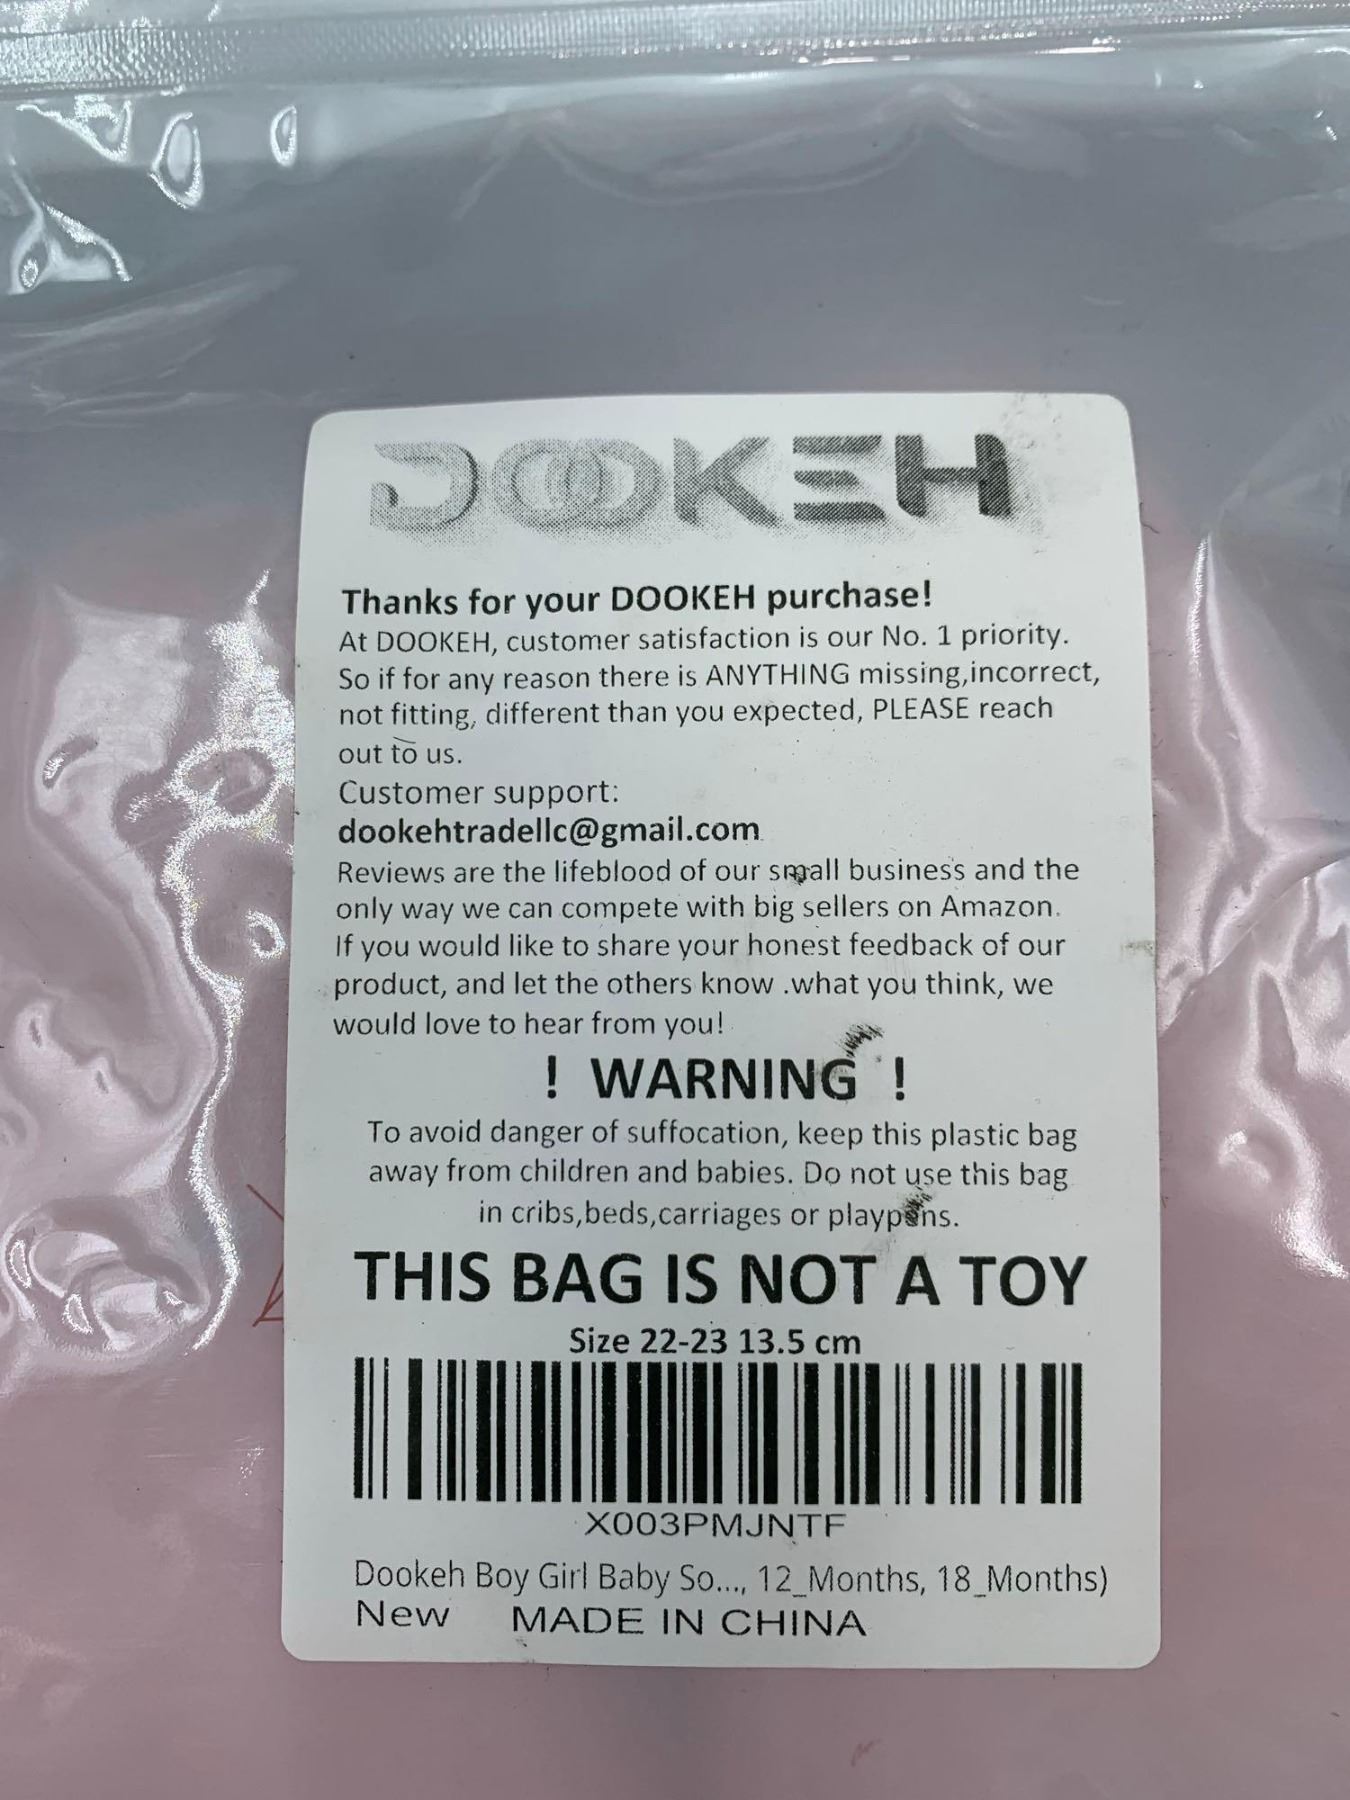 DOOKEH
Thanks for your DOOKEH purchase!
At DOOKEH, customer satisfaction is our No. 1 priority.
So if for any reason there is ANYTHING missing,incorrect,
not fitting, different than you expected, PLEASE reach
out to us.
Customer support:
dookehtradellc@gmail.com
Reviews are the lifeblood of our small business and the
only way we can compete with big sellers on Amazon.
If you would like to share your honest feedback of our
product, and let the others know .what you think, we
would love to hear from you!
! WARNING !
To avoid danger of suffocation, keep this plastic bag
away from children and babies. Do not use this bag
in cribs,beds,carriages or playpens.
THIS BAG IS NOT A TOY
Size 22-23 13.5 cm
X003PMJNTF
Dookeh Boy Girl Baby So..., 12_Months, 18_Months)
New MADE IN CHINA